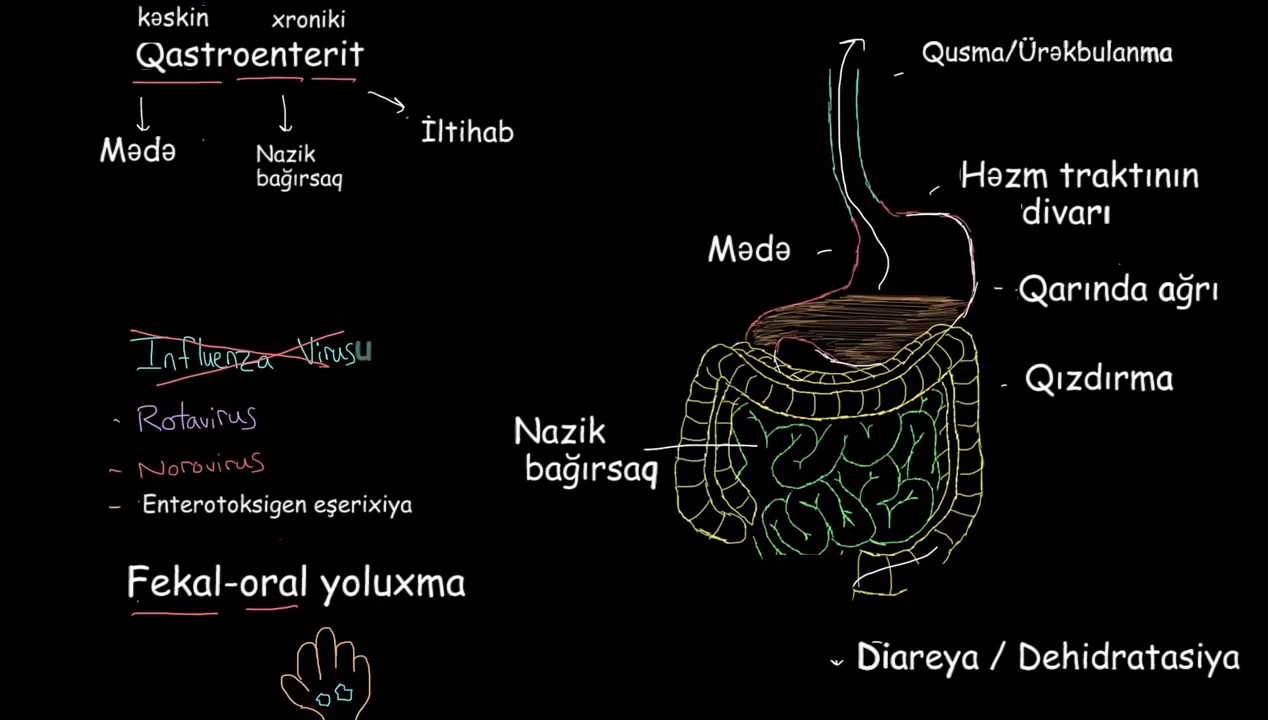 kəskin xroniki
Qastroenterit
Mədə
Nazik
bağırsaq
İltihab
Influenza Virusu
Rotavirus
Norovirus
Enterotoksigen eşerixiya
Fekal-oral yoluxma
Qusma/Ürəkbulanma
Həzm traktının
divarı
Mədə
Qarında ağrı
Qızdırma
Nazik
bağırsaq
Diareya / Dehidratasiya